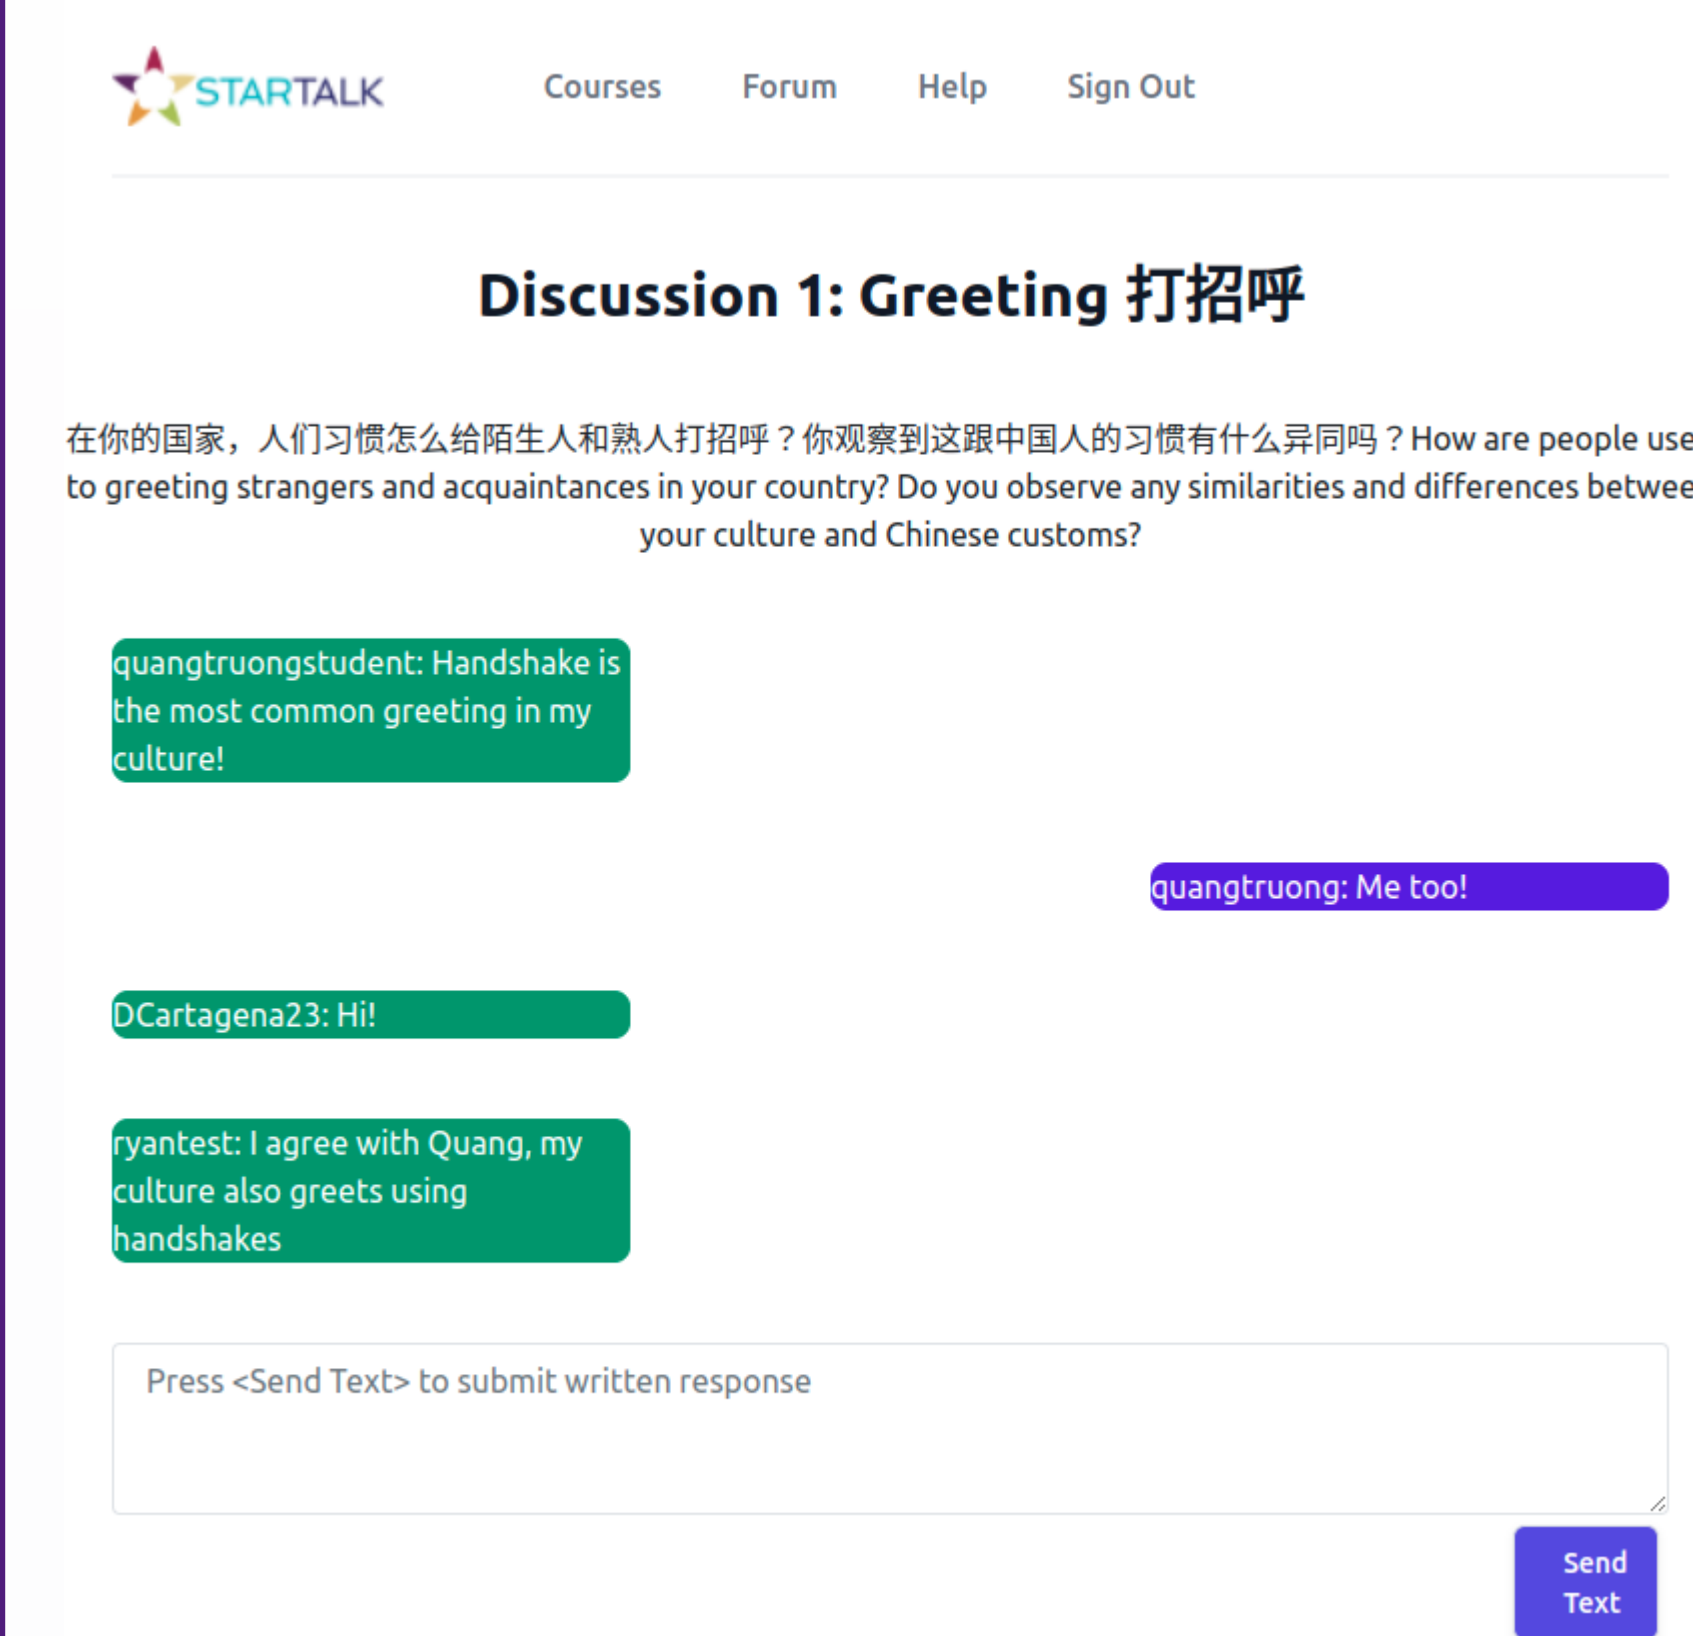 STARTALK Courses Forum Help Sign Out
Discussion 1: Greeting 打招呼
在你的国家，人们习惯怎么给陌生人和熟人打招呼？你观察到这跟中国人的习惯有什么异同吗？How are people use
to greeting strangers and acquaintances in your country? Do you observe any similarities and differences betwee
your culture and Chinese customs?
quangtruongstudent: Handshake is
the most common greeting in my
culture!
quangtruong: Me too!
DCartagena23: Hi!
ryantest: I agree with Quang, my
culture also greets using
handshakes
Press <Send Text> to submit written response
Send
Text